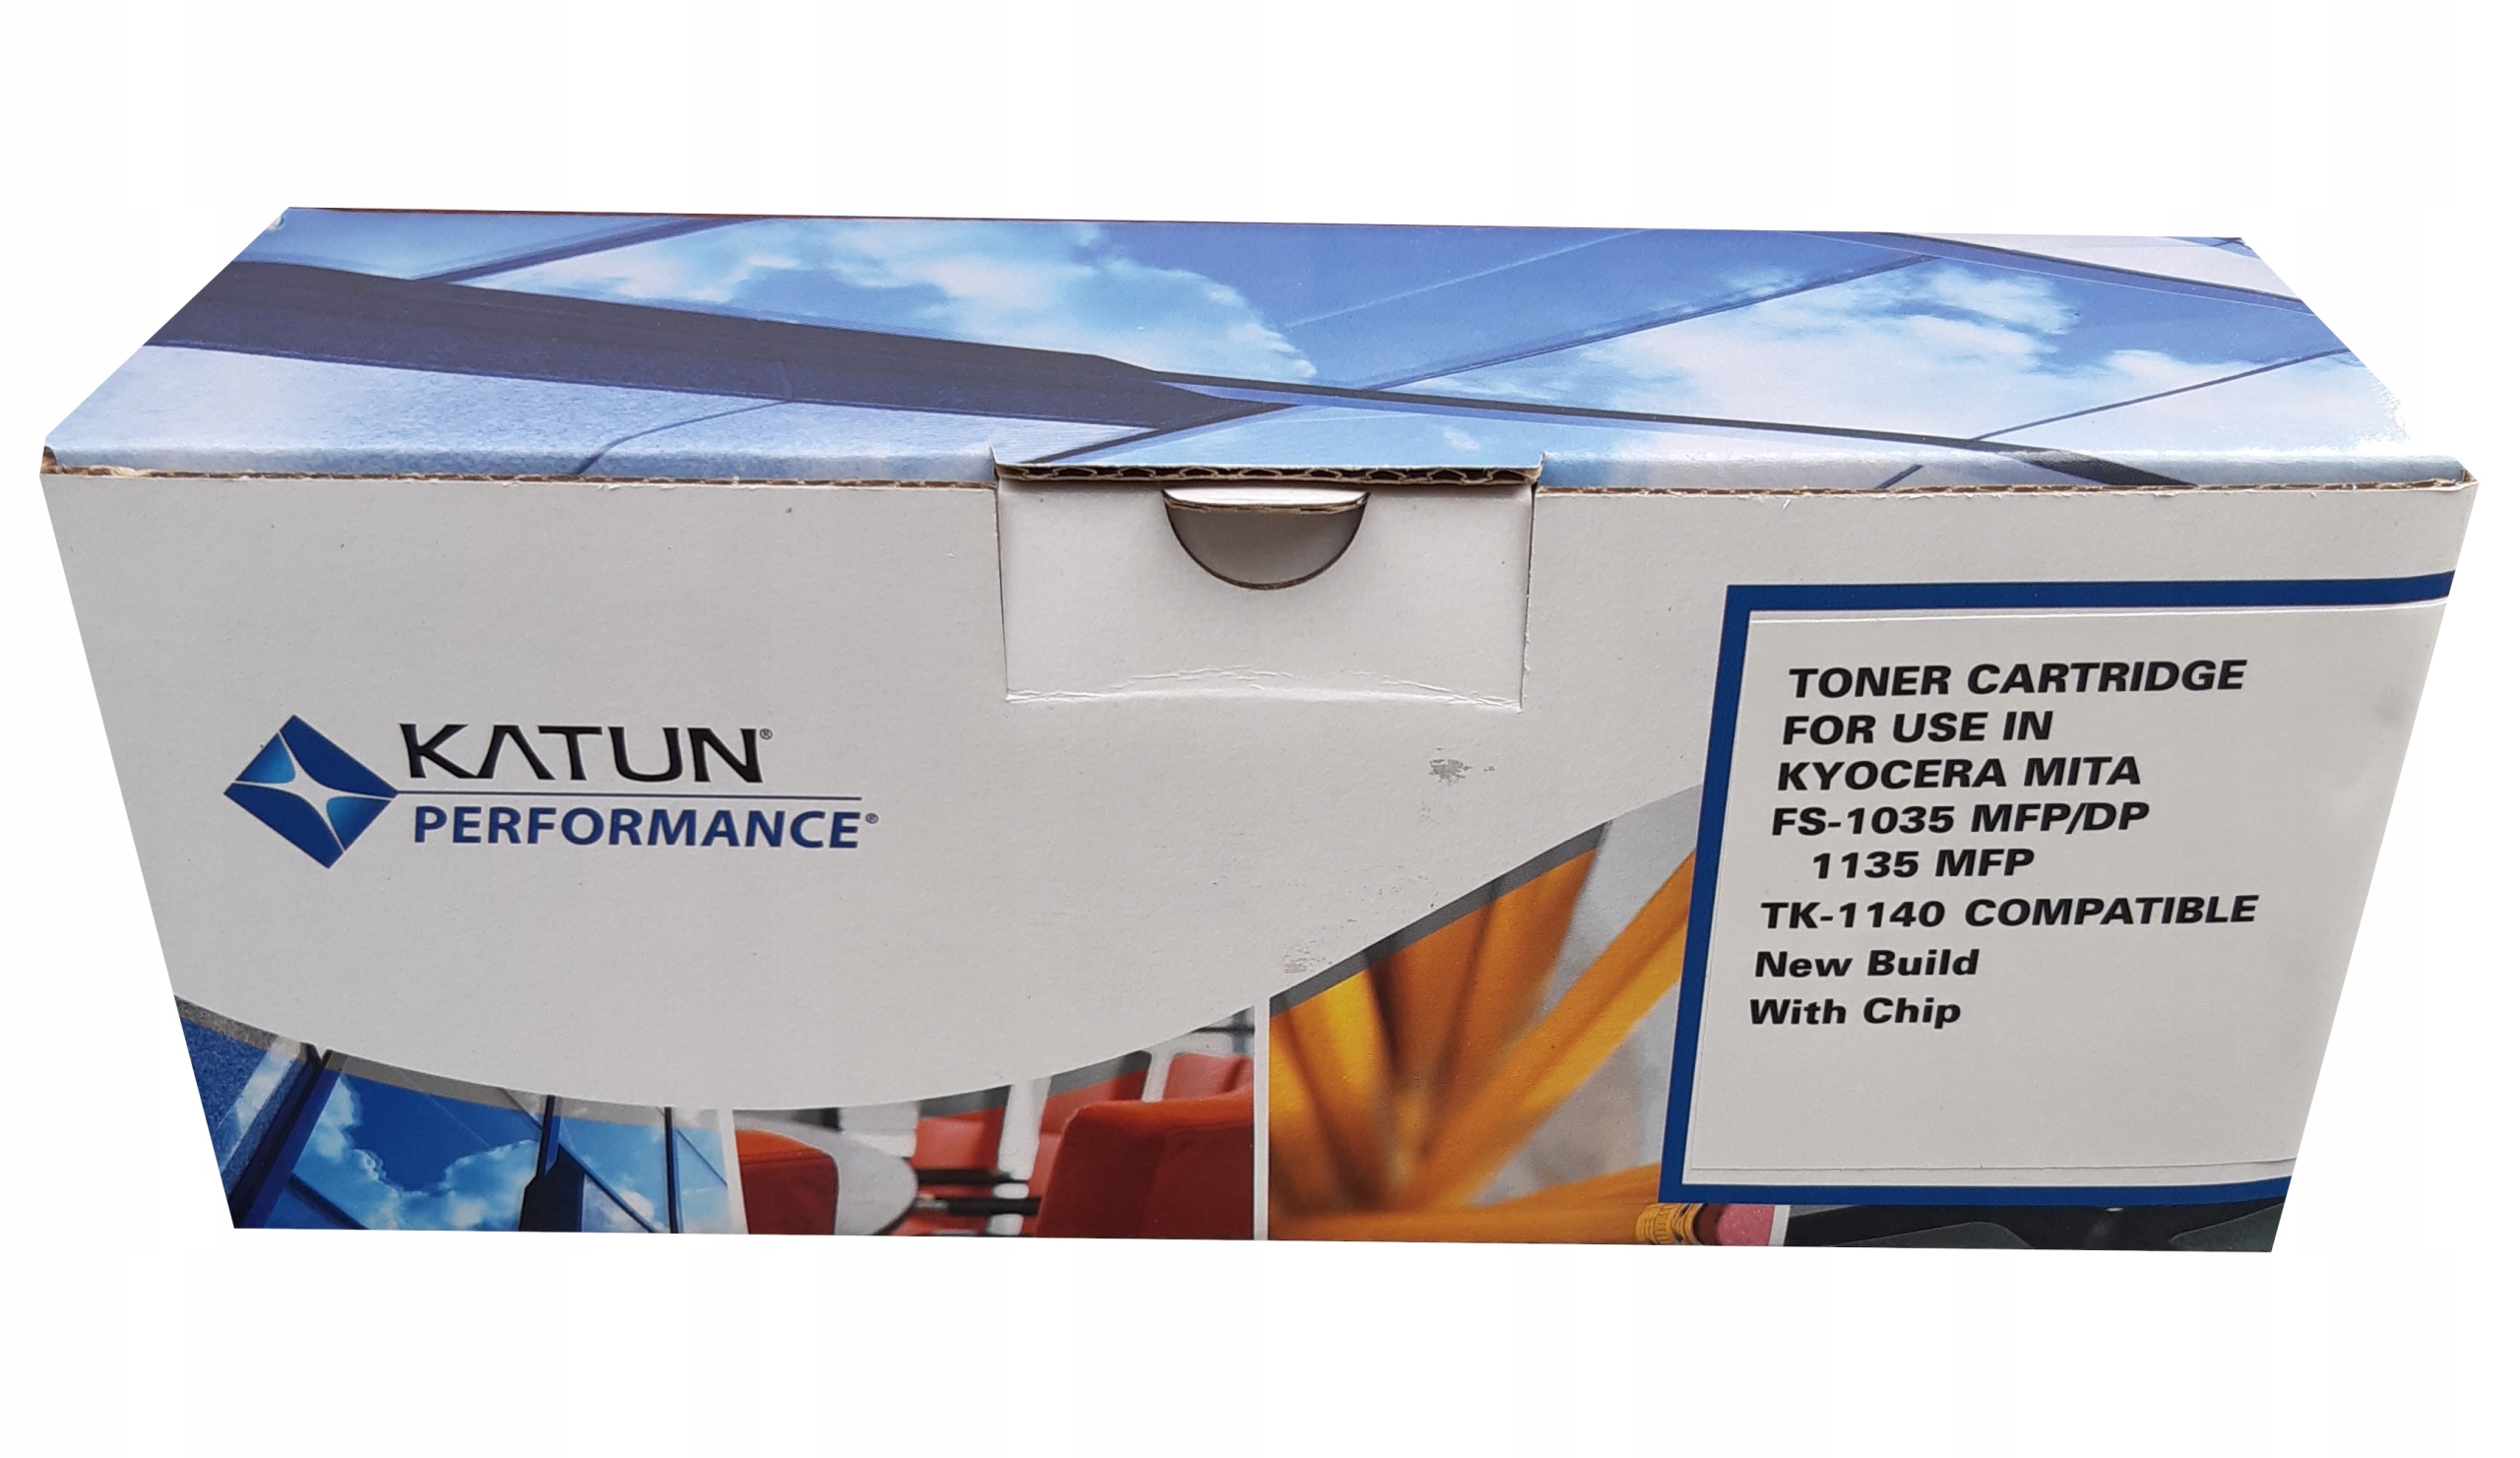 KATUN®
PERFORMANCE®
TONER CARTRIDGE
FOR USE IN
KYOCERA MITA
FS-1035 MFP/DP
1135 MFP
TK-1140 COMPATIBLE
New Build
With Chip